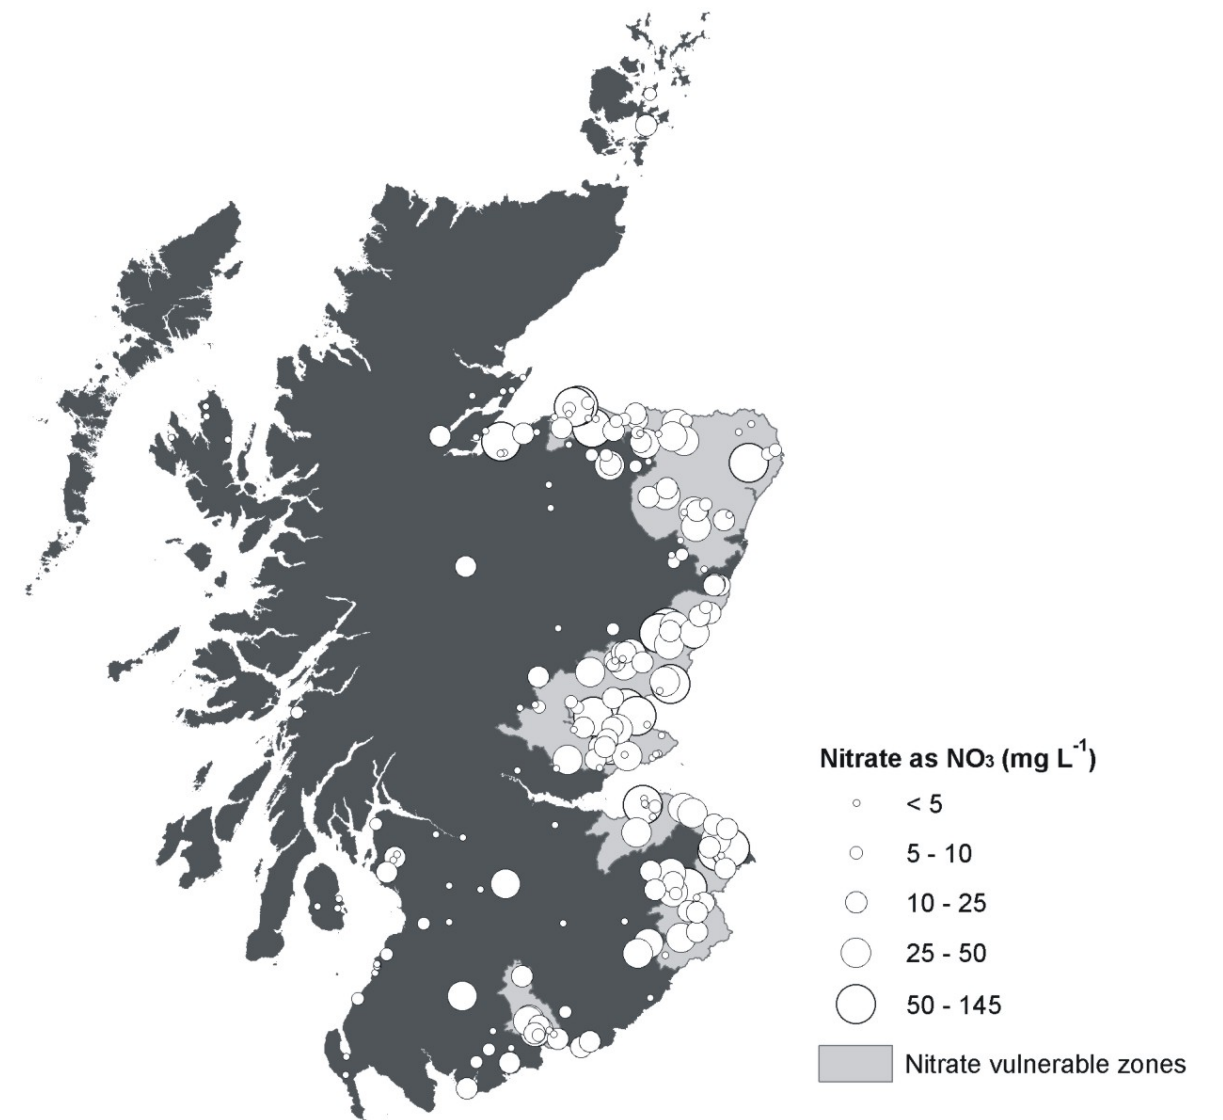 Nitrate as NO₃ (mg L⁻¹)
< 5
5 - 10
10 - 25
25 - 50
50 - 145
Nitrate vulnerable zones